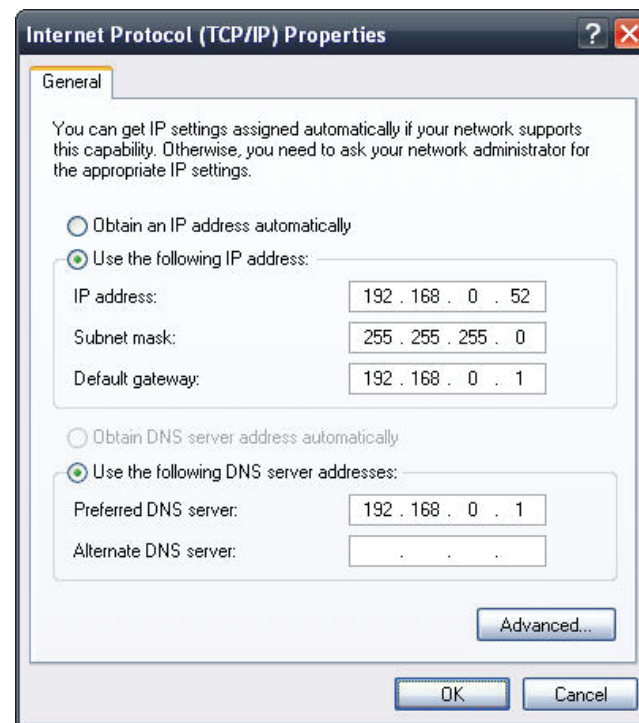 Internet Protocol (TCP/IP) Properties
General
You can get IP settings assigned automatically if your network supports
this capability. Otherwise, you need to ask your network administrator for
the appropriate IP settings.
Obtain an IP address automatically
Use the following IP address:
IP address: 192 . 168 . 0 . 52
Subnet mask: 255 . 255 . 255 . 0
Default gateway: 192 . 168 . 0 . 1
Obtain DNS server address automatically
Use the following DNS server addresses:
Preferred DNS server: 192 . 168 . 0 . 1
Alternate DNS server: . . .
Advanced...
OK Cancel